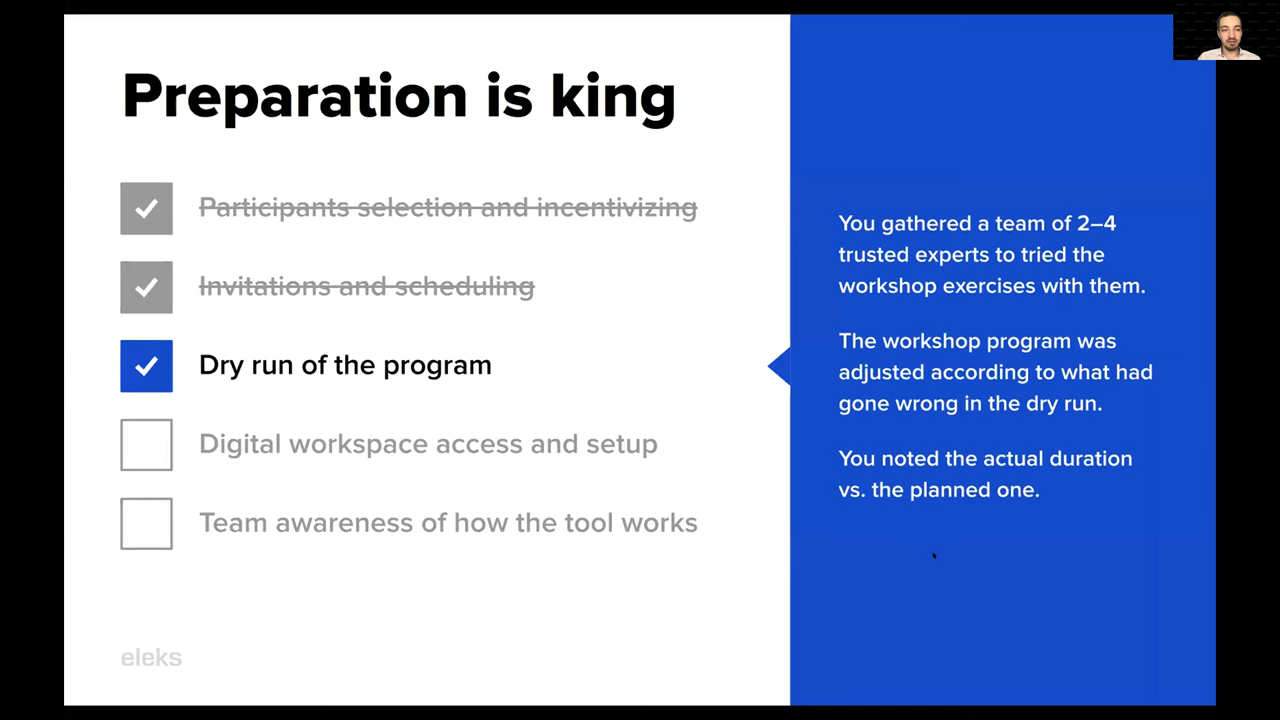 Preparation is king
Participants selection and incentivizing
Invitations and scheduling
Dry run of the program
Digital workspace access and setup
Team awareness of how the tool works
You gathered a team of 2–4
trusted experts to tried the
workshop exercises with them.
The workshop program was
adjusted according to what had
gone wrong in the dry run.
You noted the actual duration
vs. the planned one.
eleks